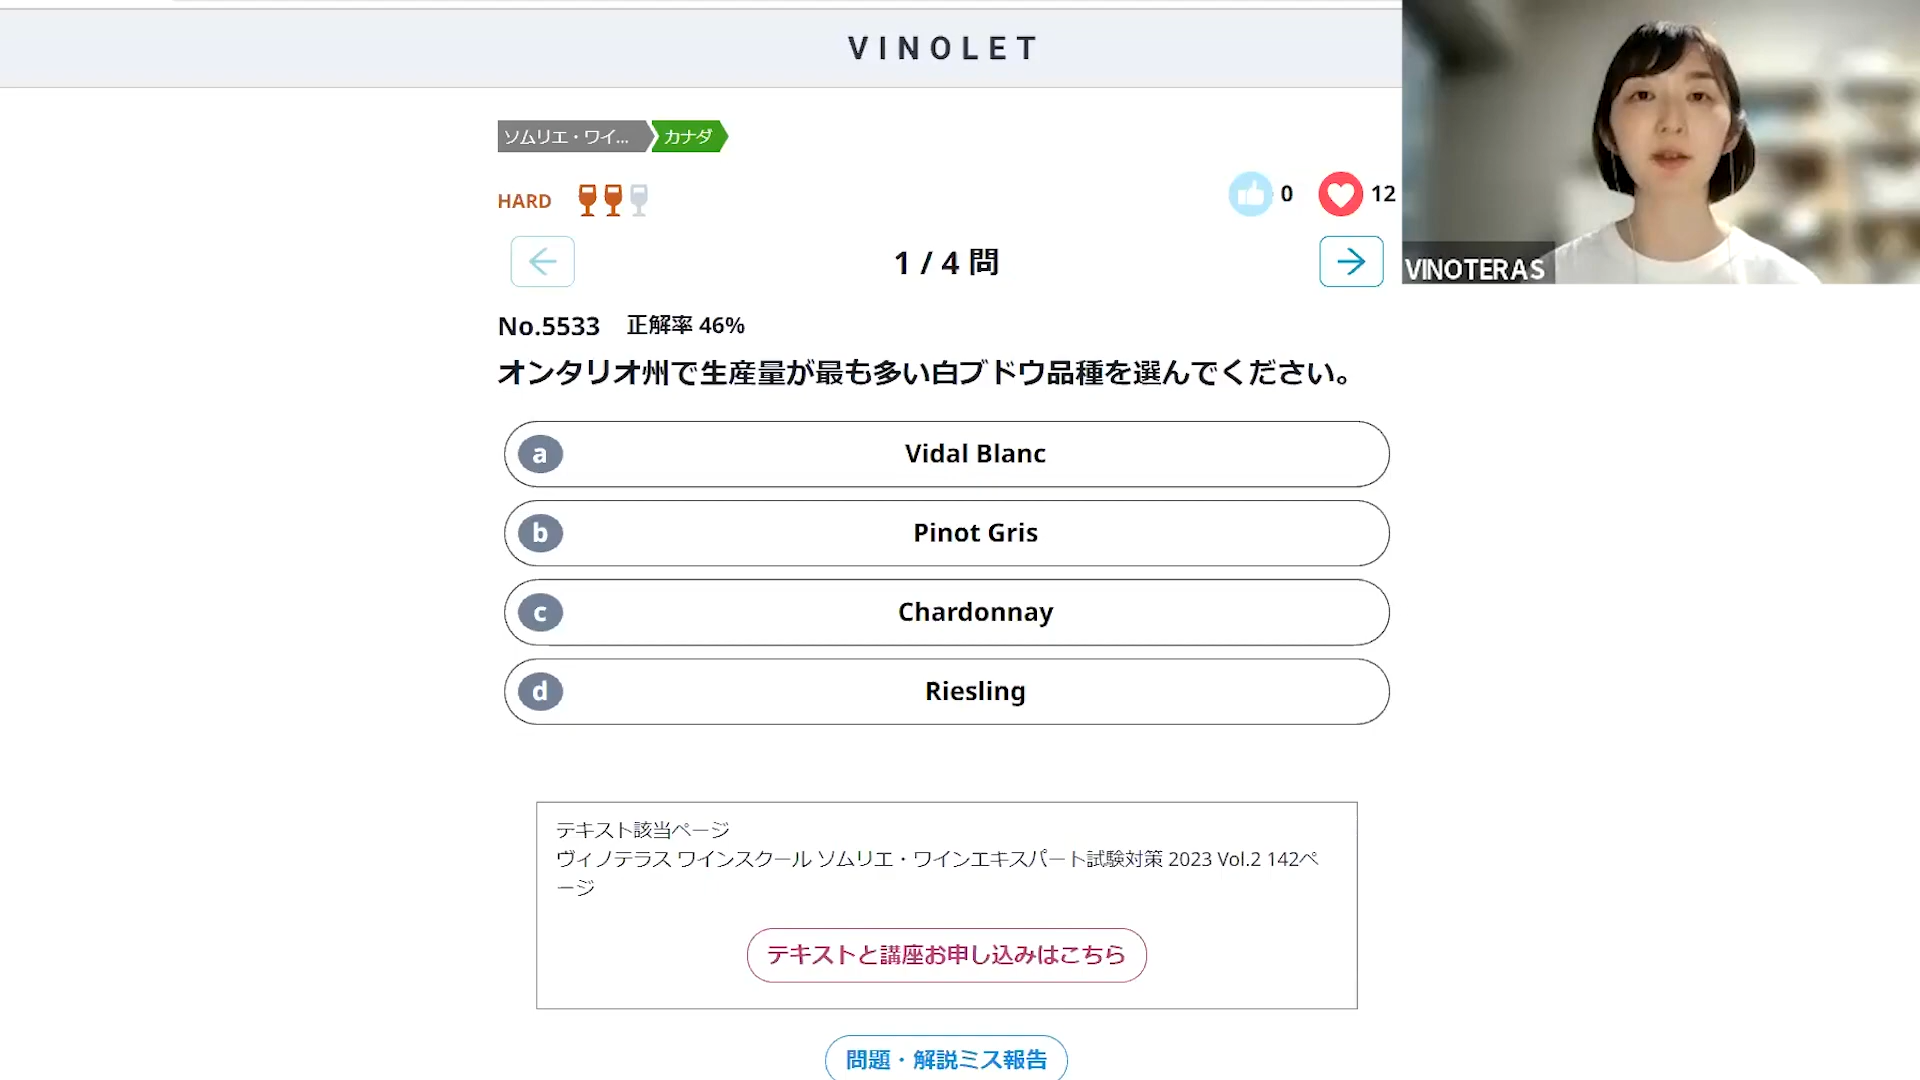 VINOLET
ソムリエ・ワイ...
カナダ
HARD
0
12
1 / 4 問
VINOTERAS
No.5533 正解率 46%
オンタリオ州で生産量が最も多い白ブドウ品種を選んでください。
a Vidal Blanc
b Pinot Gris
c Chardonnay
d Riesling
テキスト該当ページ
ヴィノテラス ワインスクール ソムリエ・ワインエキスパート試験対策 2023 Vol.2 142ペ
ージ
テキストと講座お申し込みはこちら
問題・解説ミス報告